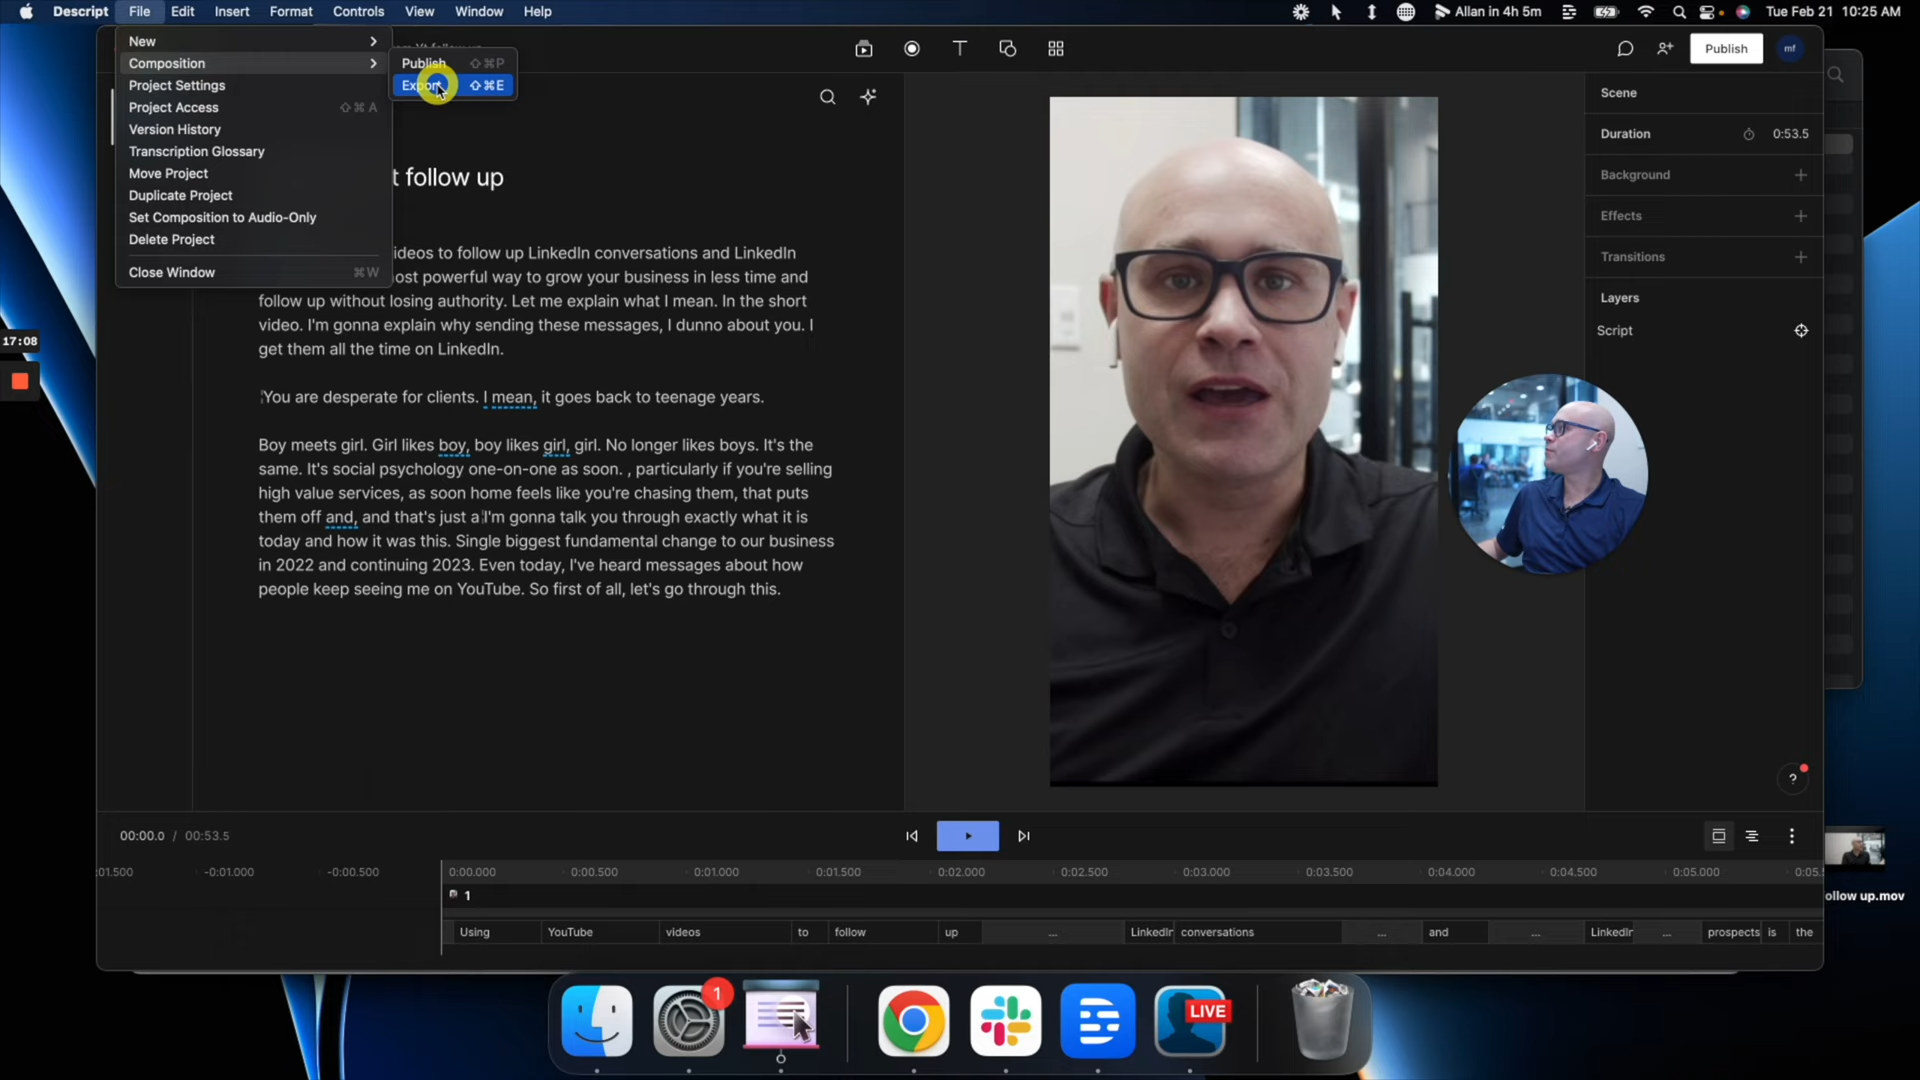 Descript File Edit Insert Format Controls View Window Help
Allan in 4h 5m
Tue Feb 21 10:25 AM
New
Composition
Project Settings
Project Access ⇧⌘A
Version History
Transcription Glossary
Move Project
Duplicate Project
Set Composition to Audio-Only
Delete Project
Close Window ⌘W
Publish ⇧⌘P
Export ⇧⌘E
Publish
mf
t follow up
ideos to follow up LinkedIn conversations and LinkedIn
ost powerful way to grow your business in less time and
follow up without losing authority. Let me explain what I mean. In the short
video. I'm gonna explain why sending these messages, I dunno about you. I
get them all the time on LinkedIn.
You are desperate for clients. I mean, it goes back to teenage years.
Boy meets girl. Girl likes boy, boy likes girl, girl. No longer likes boys. It's the
same. It's social psychology one-on-one as soon. , particularly if you're selling
high value services, as soon home feels like you're chasing them, that puts
them off and, and that's just a I'm gonna talk you through exactly what it is
today and how it was this. Single biggest fundamental change to our business
in 2022 and continuing 2023. Even today, I've heard messages about how
people keep seeing me on YouTube. So first of all, let's go through this.
17:08
Scene
Duration 0:53.5
Background
Effects
Transitions
Layers
Script
?
00:00.0 / 00:53.5
01.500 -0:01.000 -0:00.500 0:00.000 0:00.500 0:01.000 0:01.500 0:02.000 0:02.500 0:03.000 0:03.500 0:04.000 0:04.500 0:05.000 0:05.5
1
Using YouTube videos to follow up ... LinkedIn conversations ... and ... LinkedIn ... prospects is the
ollow up.mov
1
LIVE